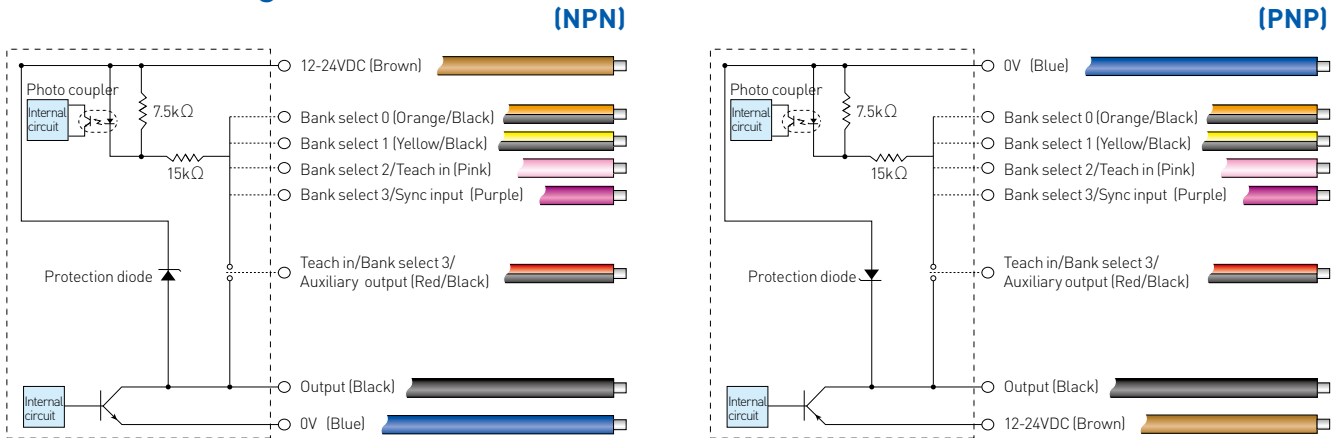 (NPN)
12-24VDC (Brown)
Photo coupler
Internal
circuit
7.5kΩ
Bank select 0 (Orange/Black)
Bank select 1 (Yellow/Black)
15kΩ
Bank select 2/Teach in (Pink)
Bank select 3/Sync input (Purple)
Protection diode
Teach in/Bank select 3/
Auxiliary output (Red/Black)
Internal
circuit
Output (Black)
0V (Blue)
(PNP)
0V (Blue)
Photo coupler
Internal
circuit
7.5kΩ
Bank select 0 (Orange/Black)
Bank select 1 (Yellow/Black)
15kΩ
Bank select 2/Teach in (Pink)
Bank select 3/Sync input (Purple)
Protection diode
Teach in/Bank select 3/
Auxiliary output (Red/Black)
Internal
circuit
Output (Black)
12-24VDC (Brown)